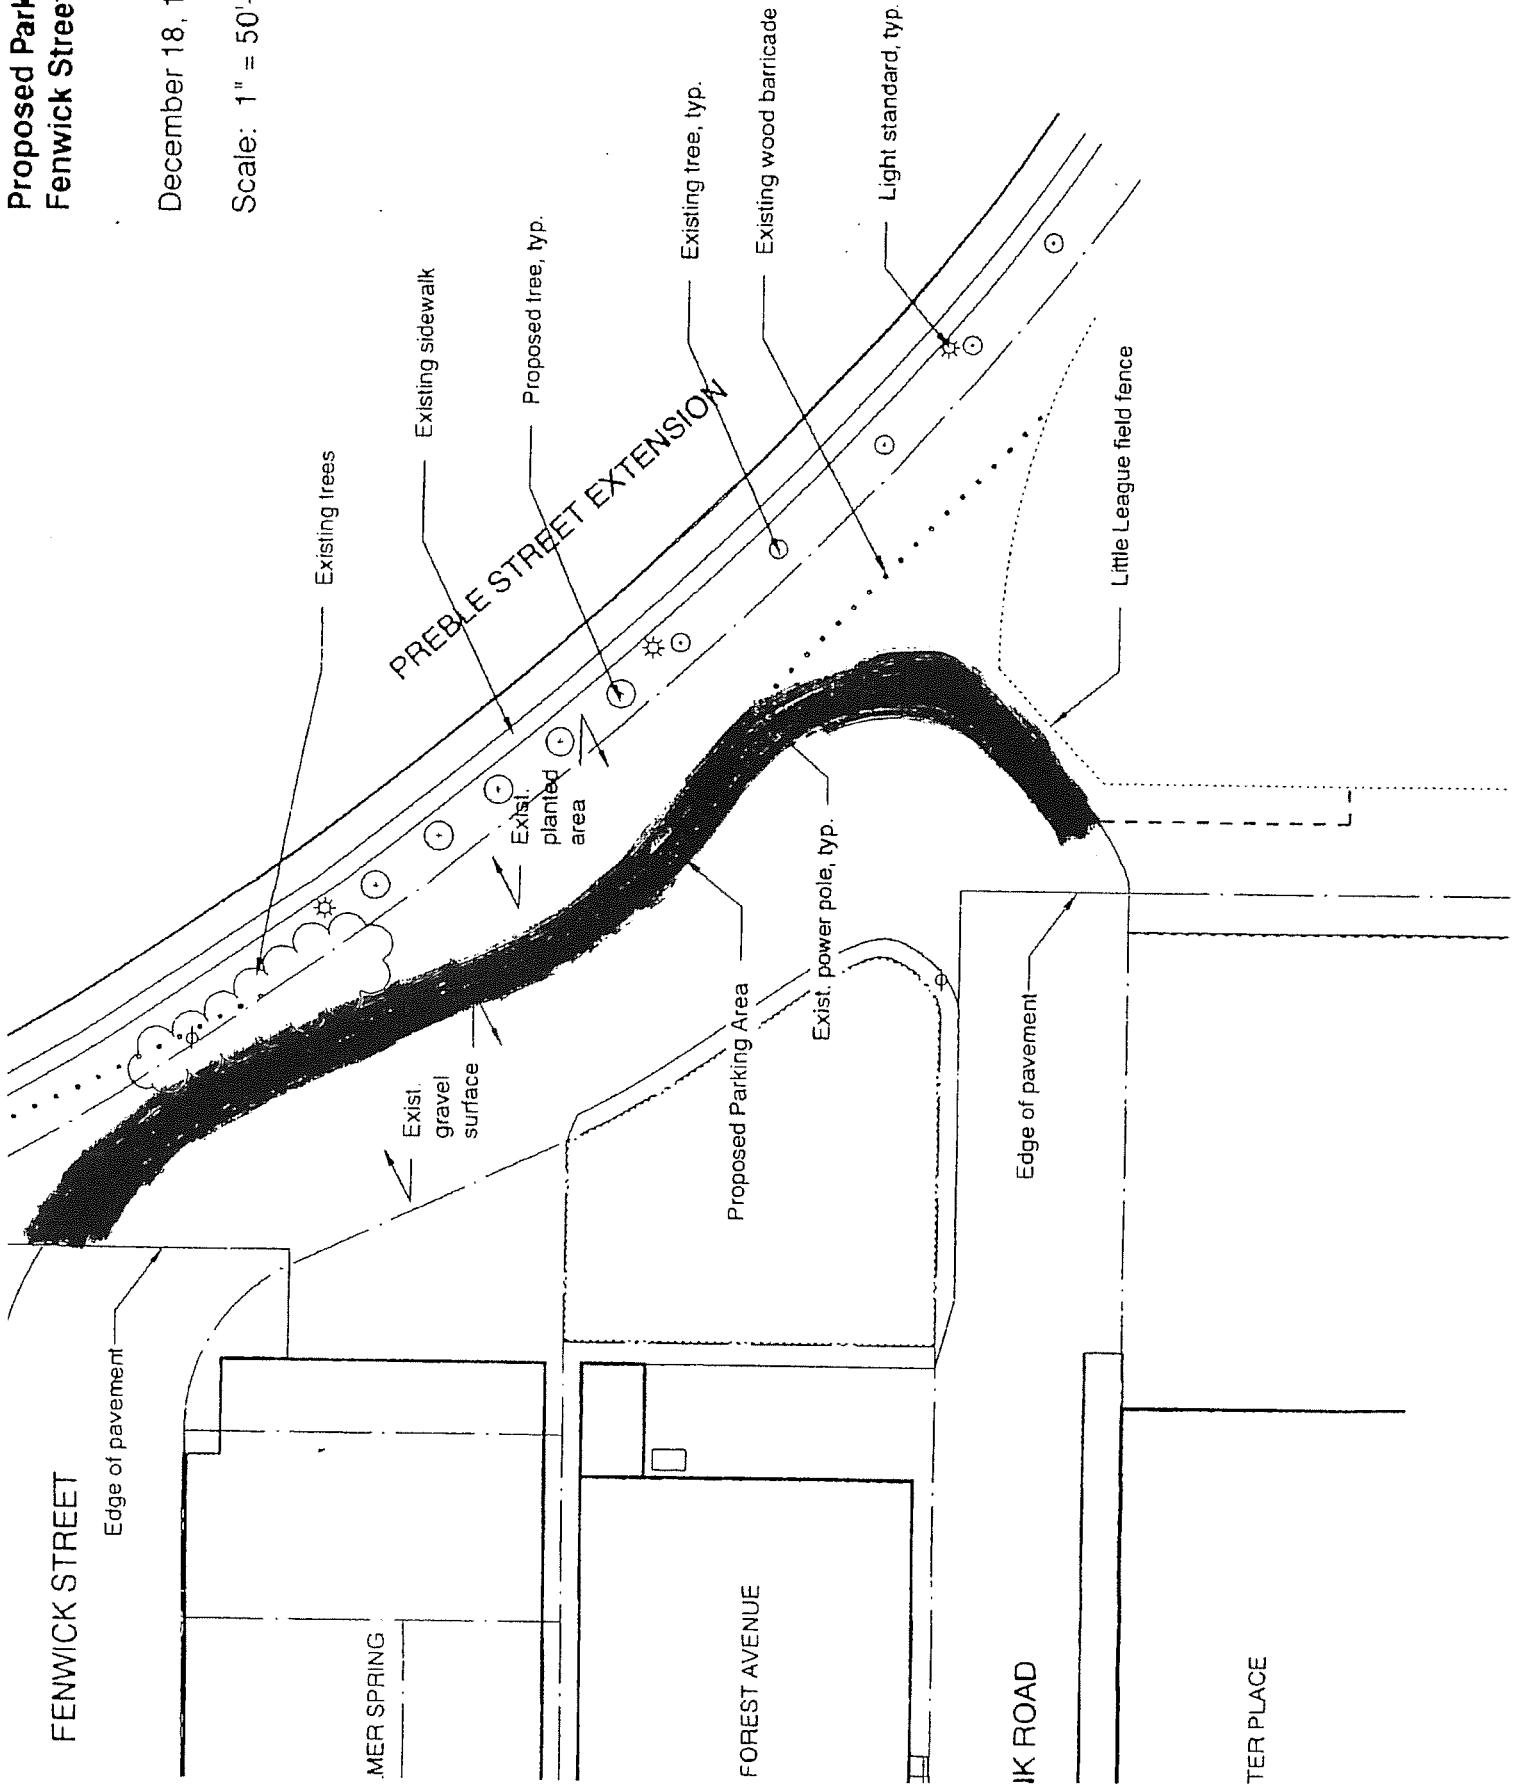 Proposed Park
Fenwick Stree
December 18, 1
Scale: 1" = 50'-
Existing trees
Existing sidewalk
Proposed tree, typ.
Existing tree, typ.
Existing wood barricade
Light standard, typ.
PREBLE STREET EXTENSION
Little League field fence
Exist.
planted
area
Exist.
gravel
surface
Proposed Parking Area
Exist. power pole, typ.
Edge of pavement
FENWICK STREET
Edge of pavement
MER SPRING
FOREST AVENUE
NK ROAD
TER PLACE